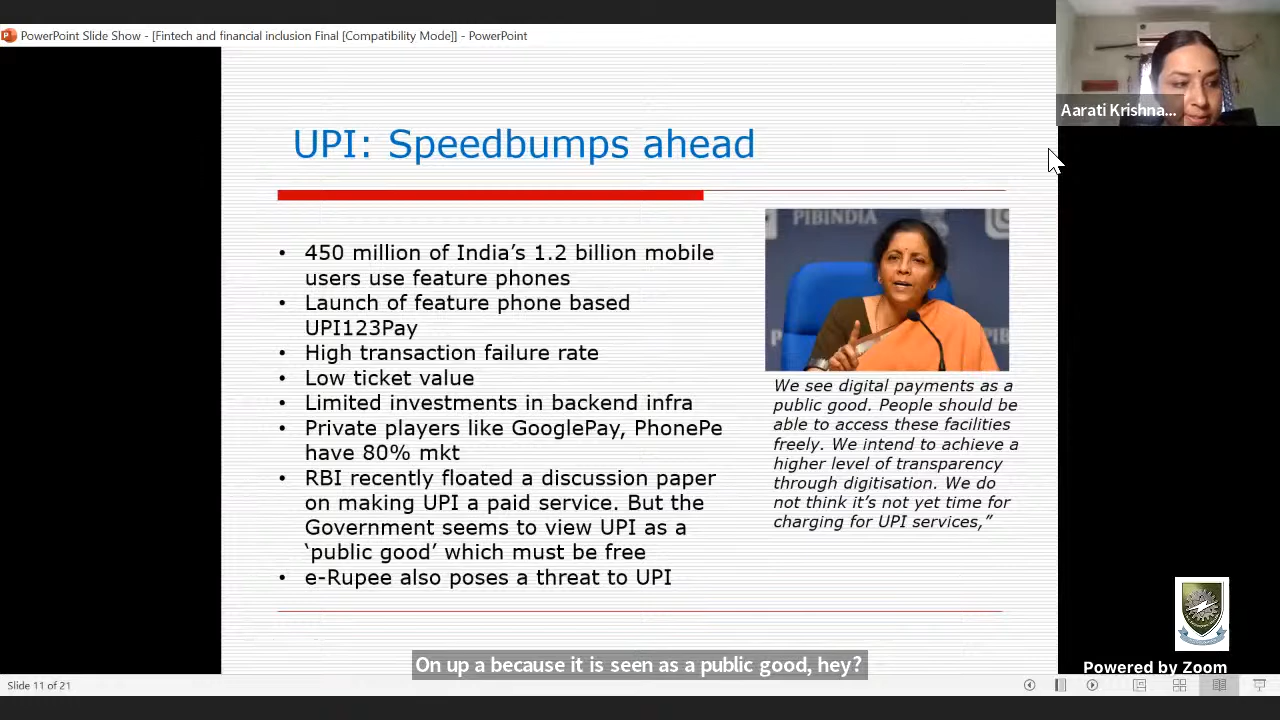 PowerPoint Slide Show - [Fintech and financial inclusion Final [Compatibility Mode]] - PowerPoint
Aarati Krishna...
UPI: Speedbumps ahead
• 450 million of India’s 1.2 billion mobile
users use feature phones
• Launch of feature phone based
UPI123Pay
• High transaction failure rate
• Low ticket value
• Limited investments in backend infra
• Private players like GooglePay, PhonePe
have 80% mkt
• RBI recently floated a discussion paper
on making UPI a paid service. But the
Government seems to view UPI as a
‘public good’ which must be free
• e-Rupee also poses a threat to UPI
PIBINDIA
We see digital payments as a
public good. People should be
able to access these facilities
freely. We intend to achieve a
higher level of transparency
through digitisation. We do
not think it’s not yet time for
charging for UPI services,”
On up a because it is seen as a public good, hey?
Powered by Zoom
Slide 11 of 21